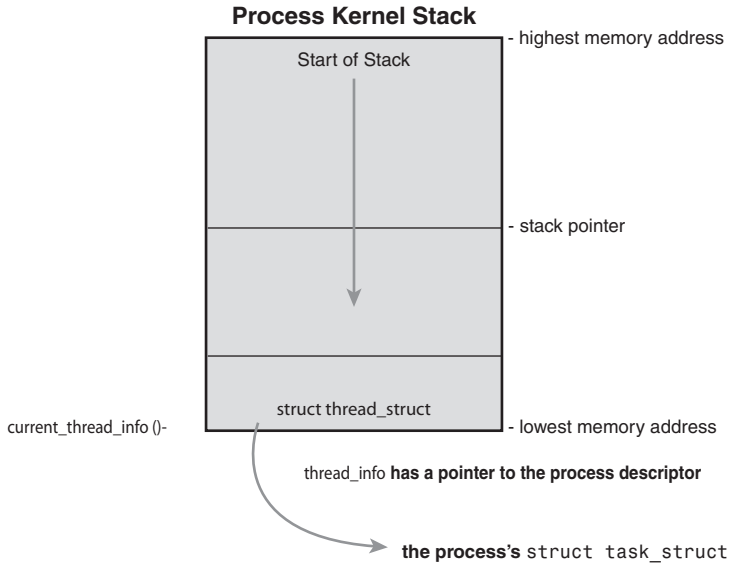 Process Kernel Stack
- highest memory address
Start of Stack
- stack pointer
struct thread_struct
current_thread_info ()-
- lowest memory address
thread_info has a pointer to the process descriptor
the process's struct task_struct